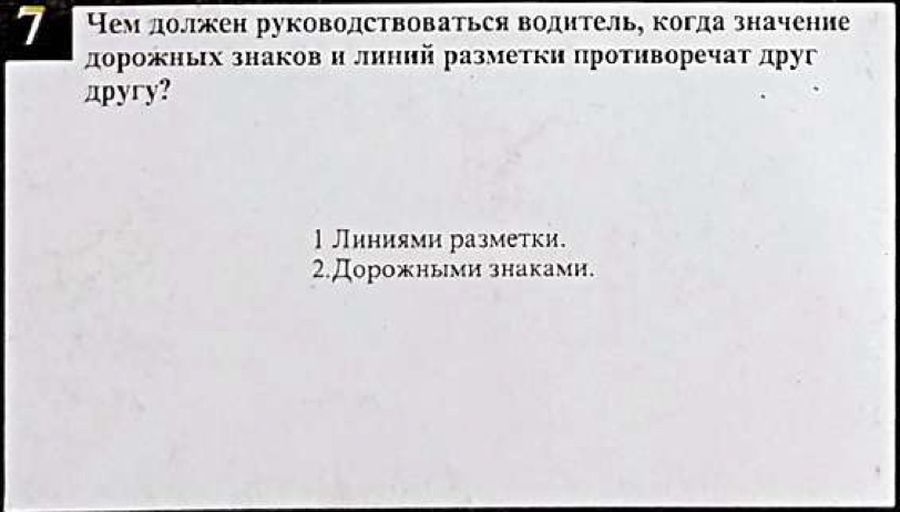 7
Чем должен руководствоваться водитель, когда значение
дорожных знаков и линий разметки противоречат друг
другу?
1 Линиями разметки.
2.Дорожными знаками.